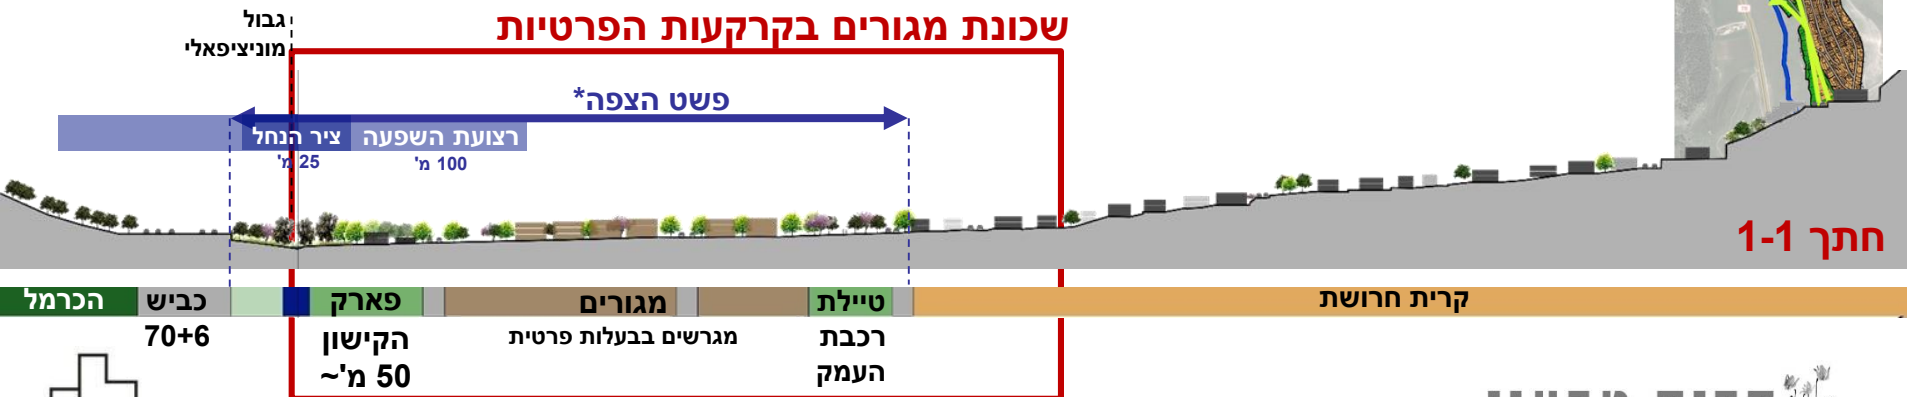 שכונת מגורים בקרקעות הפרטיות
גבול
מוניציפאלי
פשט הצפה*
ציר הנחל
רצועת השפעה
25 מ'
100 מ'
חתך 1-1
הכרמל
כביש
פארק
מגורים
טיילת
קרית חרושת
70+6
הקישון
מגרשים בבעלות פרטית
רכבת
~50 מ'
העמק